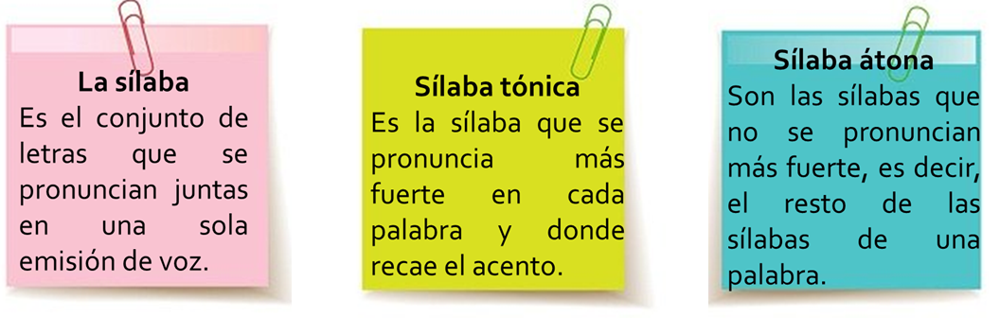 La sílaba
Es el conjunto de
letras que se
pronuncian juntas
en una sola
emisión de voz.
Sílaba tónica
Es la sílaba que se
pronuncia más
fuerte en cada
palabra y donde
recae el acento.
Sílaba átona
Son las sílabas que
no se pronuncian
más fuerte, es decir,
el resto de las
sílabas de una
palabra.